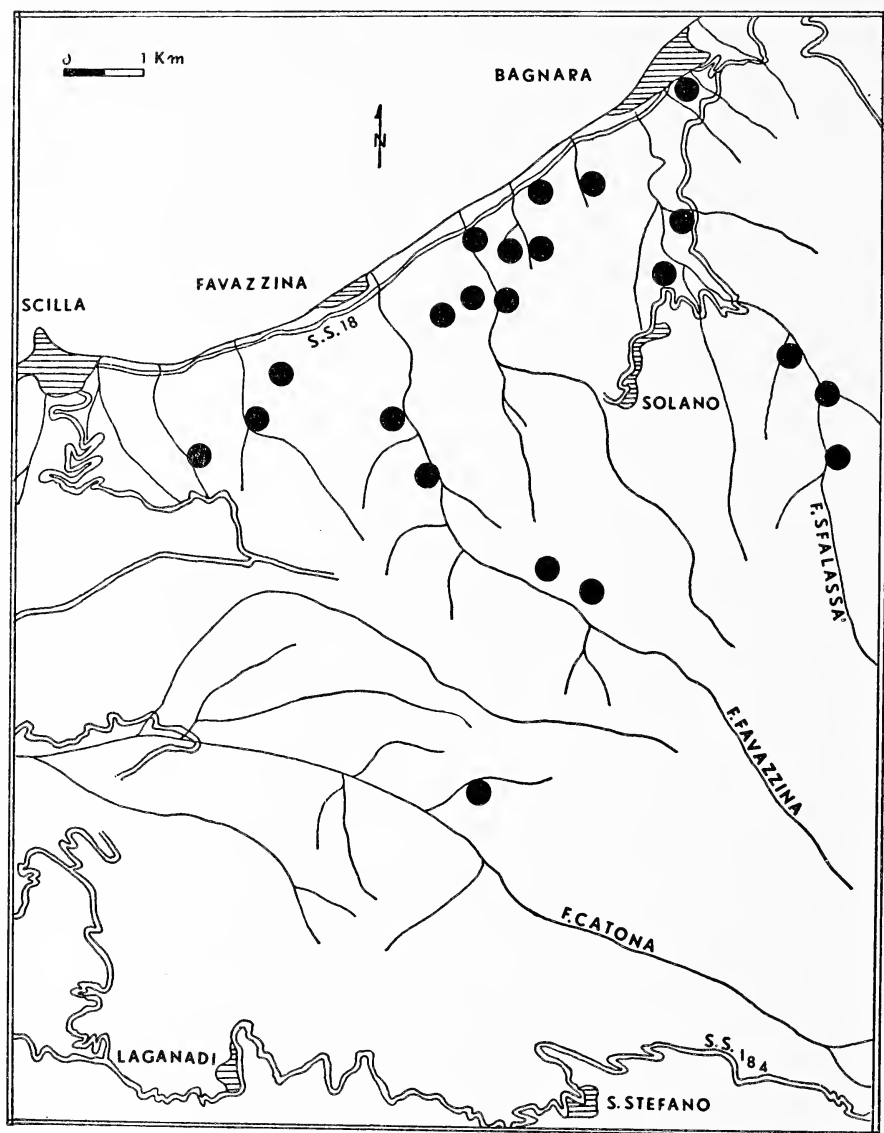 0 1 Km
BAGNARA
N
FAVAZZINA
SCILLA
S.S.18
SOLANO
F. SFALASSA'
F. FAVAZZINA
F. CATONA
S.S.184
LAGANADI
S.STEFANO